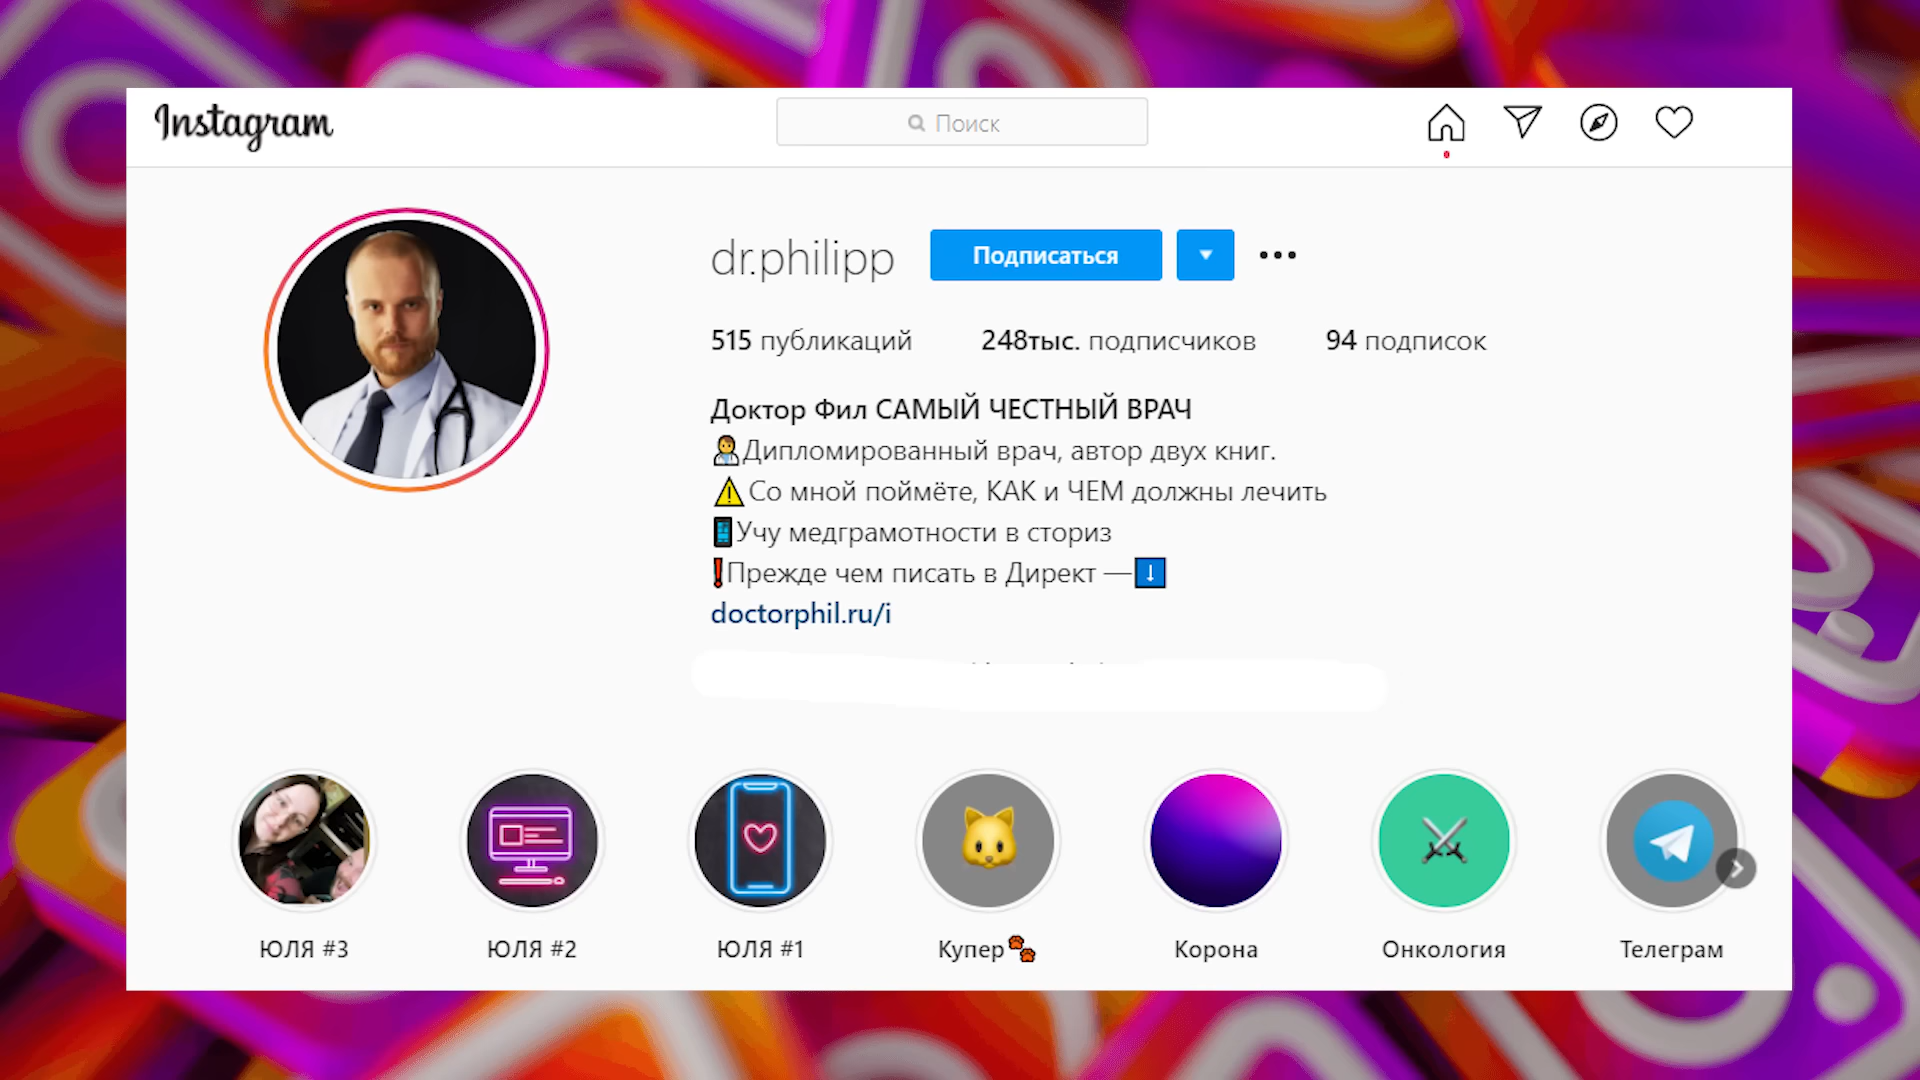 Instagram
Поиск
dr.philipp
Подписаться
515 публикаций 248тыс. подписчиков 94 подписок
Доктор Фил САМЫЙ ЧЕСТНЫЙ ВРАЧ
👨‍⚕️Дипломированный врач, автор двух книг.
⚠️Со мной поймёте, КАК и ЧЕМ должны лечить
📱Учу медграмотности в сториз
❗Прежде чем писать в Директ —⬇️
doctorphil.ru/i
ЮЛЯ #3 ЮЛЯ #2 ЮЛЯ #1 Купер🐾 Корона Онкология Телеграм